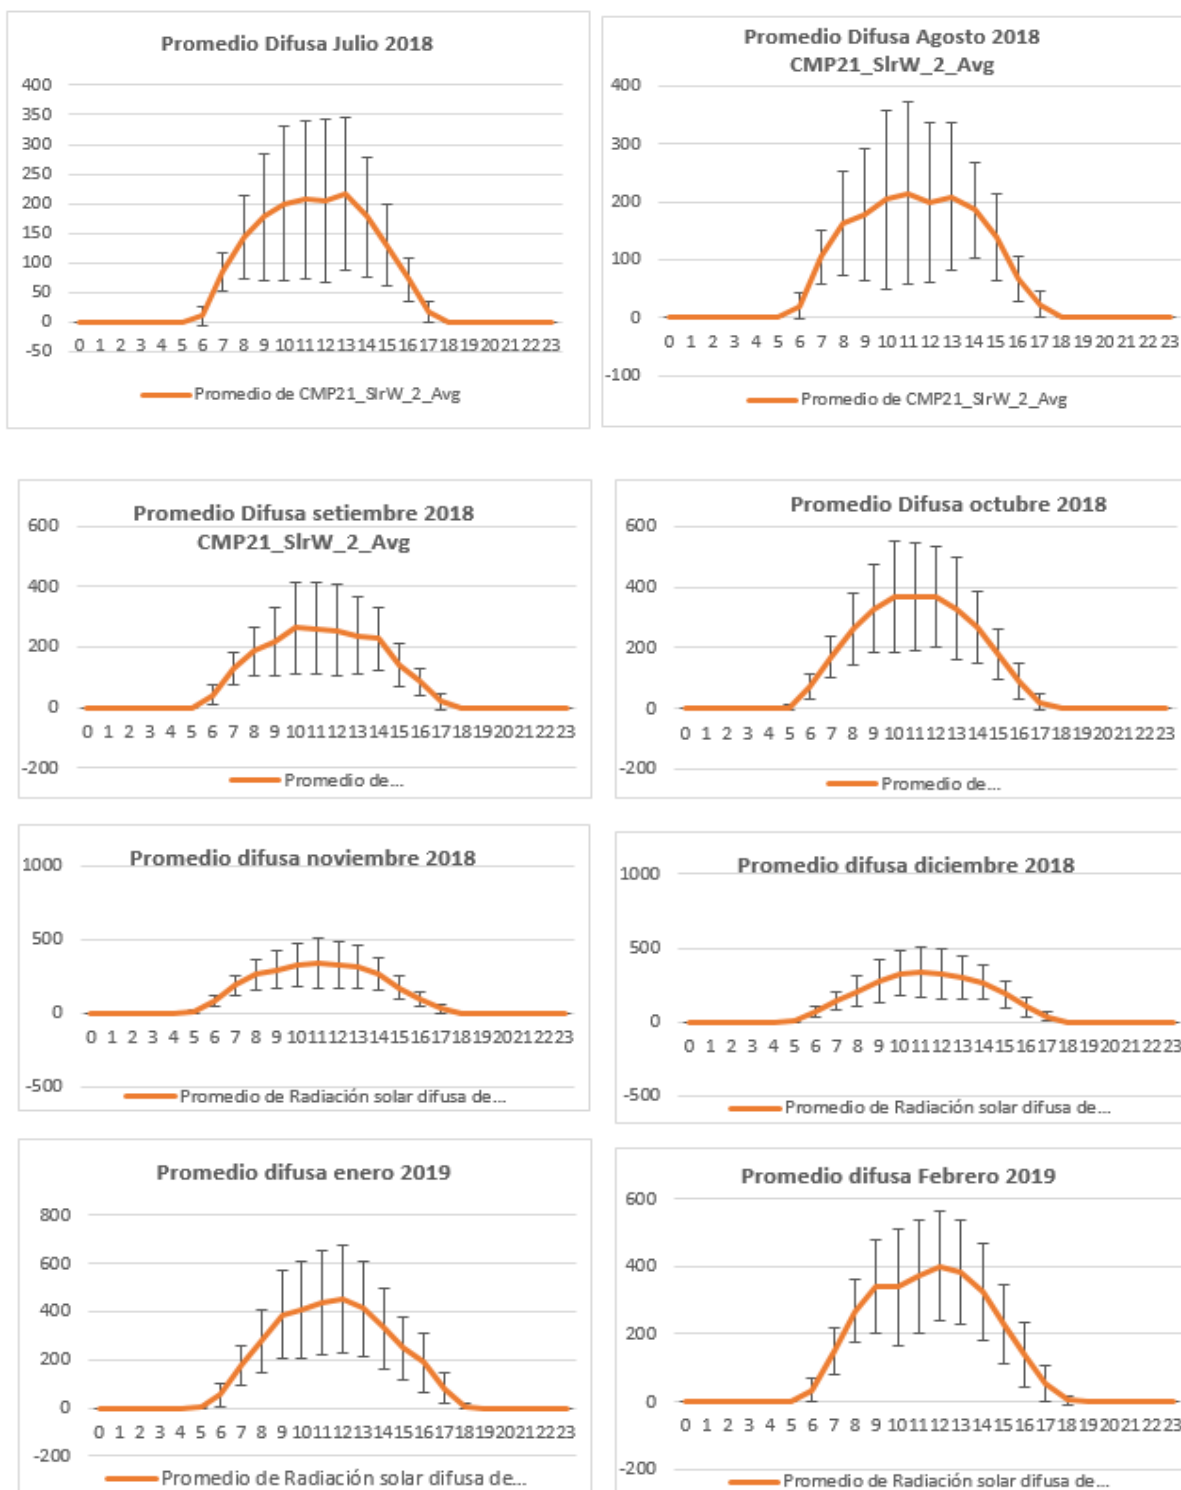 Promedio Difusa Julio 2018
400
350
300
250
200
150
100
50
0
-50
0 1 2 3 4 5 6 7 8 9 10 11 12 13 14 15 16 17 18 19 20 21 22 23
Promedio de CMP21_SlrW_2_Avg
Promedio Difusa Agosto 2018
CMP21_SlrW_2_Avg
400
300
200
100
0
-100
0 1 2 3 4 5 6 7 8 9 10 11 12 13 14 15 16 17 18 19 20 21 22 23
Promedio de CMP21_SlrW_2_Avg
Promedio Difusa setiembre 2018
CMP21_SlrW_2_Avg
600
400
200
0
-200
0 1 2 3 4 5 6 7 8 9 10 11 12 13 14 15 16 17 18 19 20 21 22 23
Promedio de...
Promedio Difusa octubre 2018
600
400
200
0
-200
0 1 2 3 4 5 6 7 8 9 10 11 12 13 14 15 16 17 18 19 20 21 22 23
Promedio de...
Promedio difusa noviembre 2018
1000
500
0
-500
0 1 2 3 4 5 6 7 8 9 10 11 12 13 14 15 16 17 18 19 20 21 22 23
Promedio de Radiación solar difusa de...
Promedio difusa diciembre 2018
1000
500
0
-500
0 1 2 3 4 5 6 7 8 9 10 11 12 13 14 15 16 17 18 19 20 21 22 23
Promedio de Radiación solar difusa de...
Promedio difusa enero 2019
800
600
400
200
0
-200
0 1 2 3 4 5 6 7 8 9 10 11 12 13 14 15 16 17 18 19 20 21 22 23
Promedio de Radiación solar difusa de...
Promedio difusa Febrero 2019
600
400
200
0
-200
0 1 2 3 4 5 6 7 8 9 10 11 12 13 14 15 16 17 18 19 20 21 22 23
Promedio de Radiación solar difusa de...